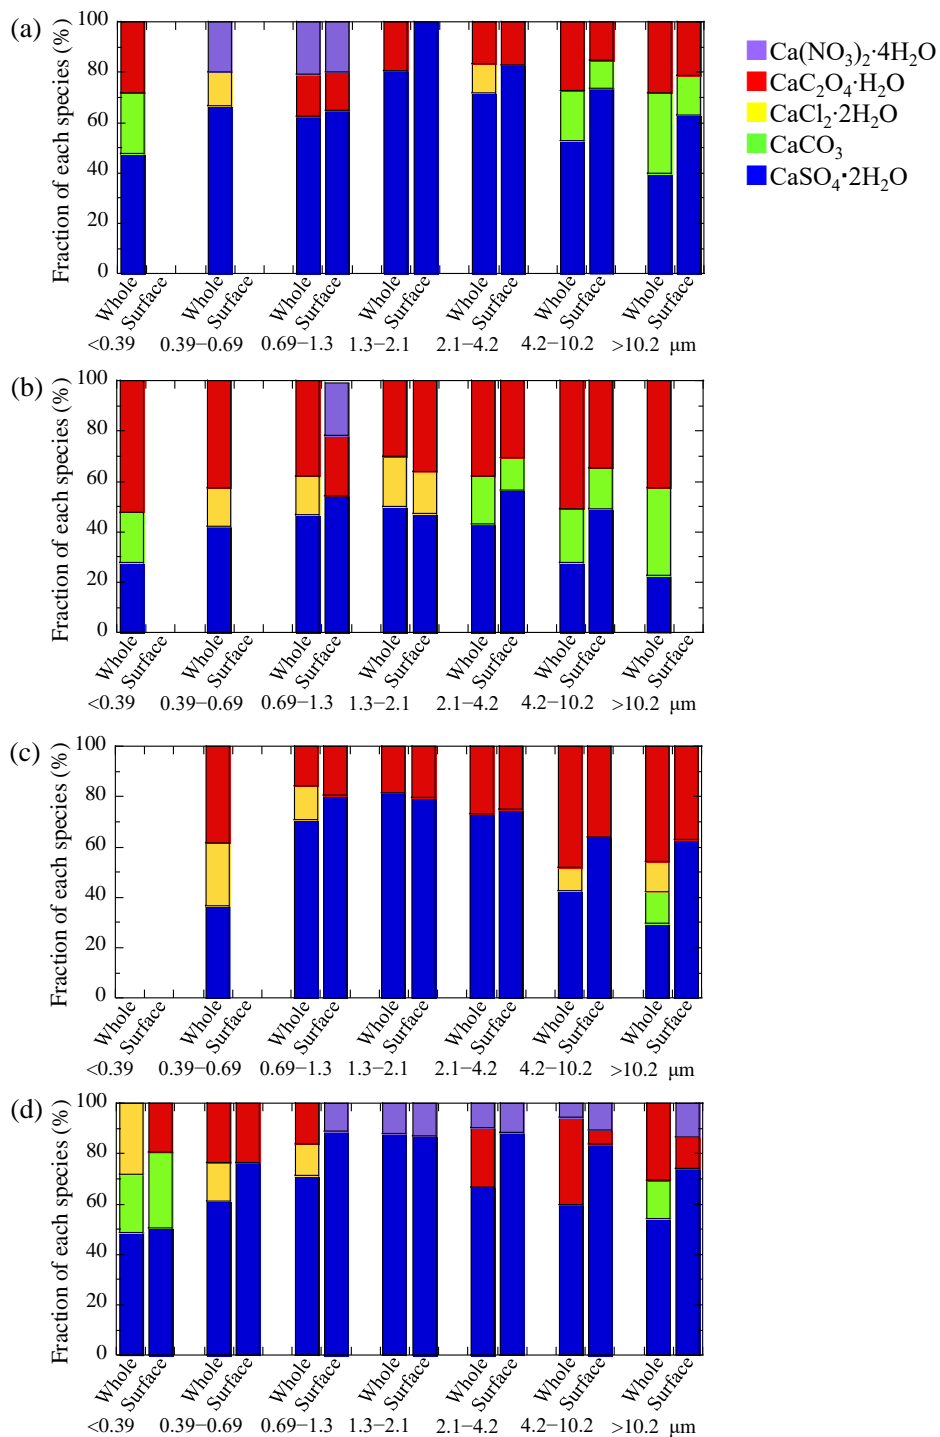 (a)
Fraction of each species (%)
100
80
60
40
20
0
Whole Surface Whole Surface Whole Surface Whole Surface Whole Surface Whole Surface Whole Surface
<0.39 0.39−0.69 0.69−1.3 1.3−2.1 2.1−4.2 4.2−10.2 >10.2 μm
Ca(NO₃)₂·4H₂O
CaC₂O₄·H₂O
CaCl₂·2H₂O
CaCO₃
CaSO₄·2H₂O
(b)
Fraction of each species (%)
100
80
60
40
20
0
Whole Surface Whole Surface Whole Surface Whole Surface Whole Surface Whole Surface Whole Surface
<0.39 0.39−0.69 0.69−1.3 1.3−2.1 2.1−4.2 4.2−10.2 >10.2 μm
(c)
Fraction of each species (%)
100
80
60
40
20
0
Whole Surface Whole Surface Whole Surface Whole Surface Whole Surface Whole Surface Whole Surface
<0.39 0.39−0.69 0.69−1.3 1.3−2.1 2.1−4.2 4.2−10.2 >10.2 μm
(d)
Fraction of each species (%)
100
80
60
40
20
0
Whole Surface Whole Surface Whole Surface Whole Surface Whole Surface Whole Surface Whole Surface
<0.39 0.39−0.69 0.69−1.3 1.3−2.1 2.1−4.2 4.2−10.2 >10.2 μm